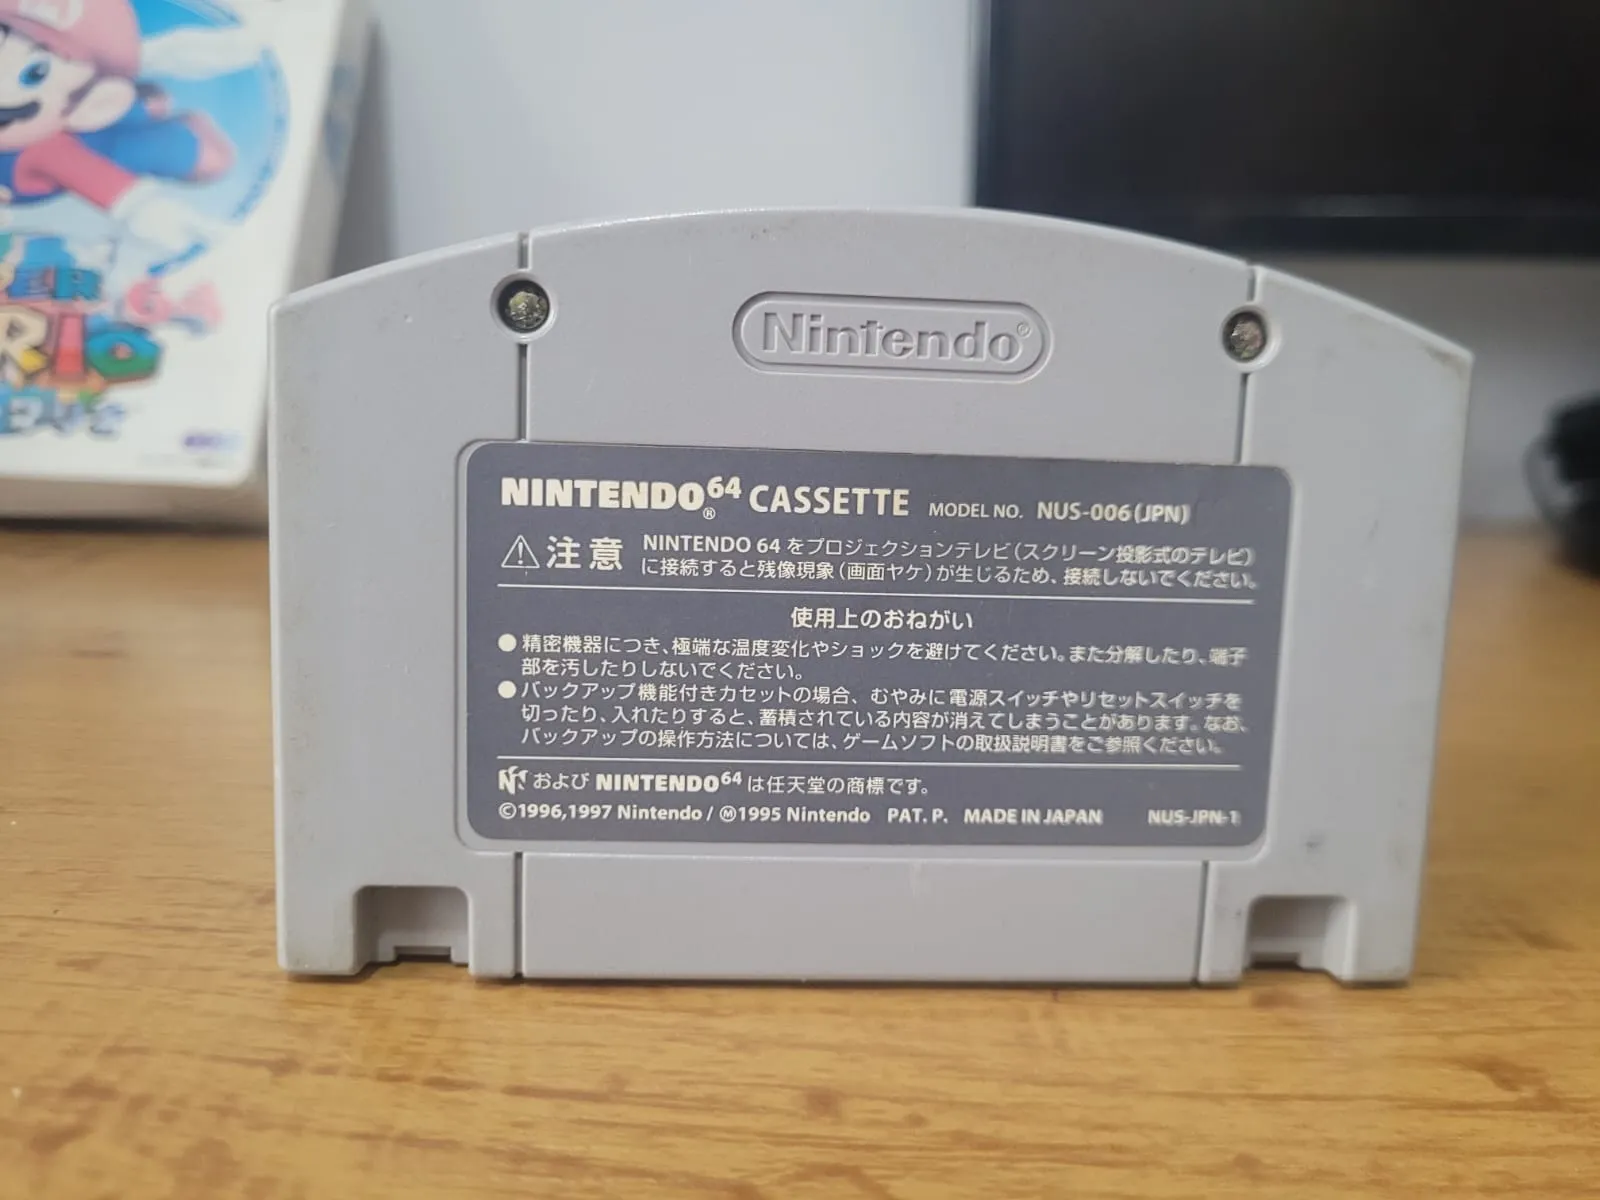 Nintendo®
NINTENDO64® CASSETTE MODEL NO. NUS-006(JPN)
⚠注意 NINTENDO 64 をプロジェクションテレビ(スクリーン投影式のテレビ)
に接続すると残像現象(画面ヤケ)が生じるため、接続しないでください。
使用上のおねがい
●精密機器につき、極端な温度変化やショックを避けてください。また分解したり、端子
部を汚したりしないでください。
●バックアップ機能付きカセットの場合、むやみに電源スイッチやリセットスイッチを
切ったり、入れたりすると、蓄積されている内容が消えてしまうことがあります。なお、
バックアップの操作方法については、ゲームソフトの取扱説明書をご参照ください。
および NINTENDO64 は任天堂の商標です。
©1996,1997 Nintendo / Ⓜ1995 Nintendo PAT. P. MADE IN JAPAN NUS-JPN-1
64